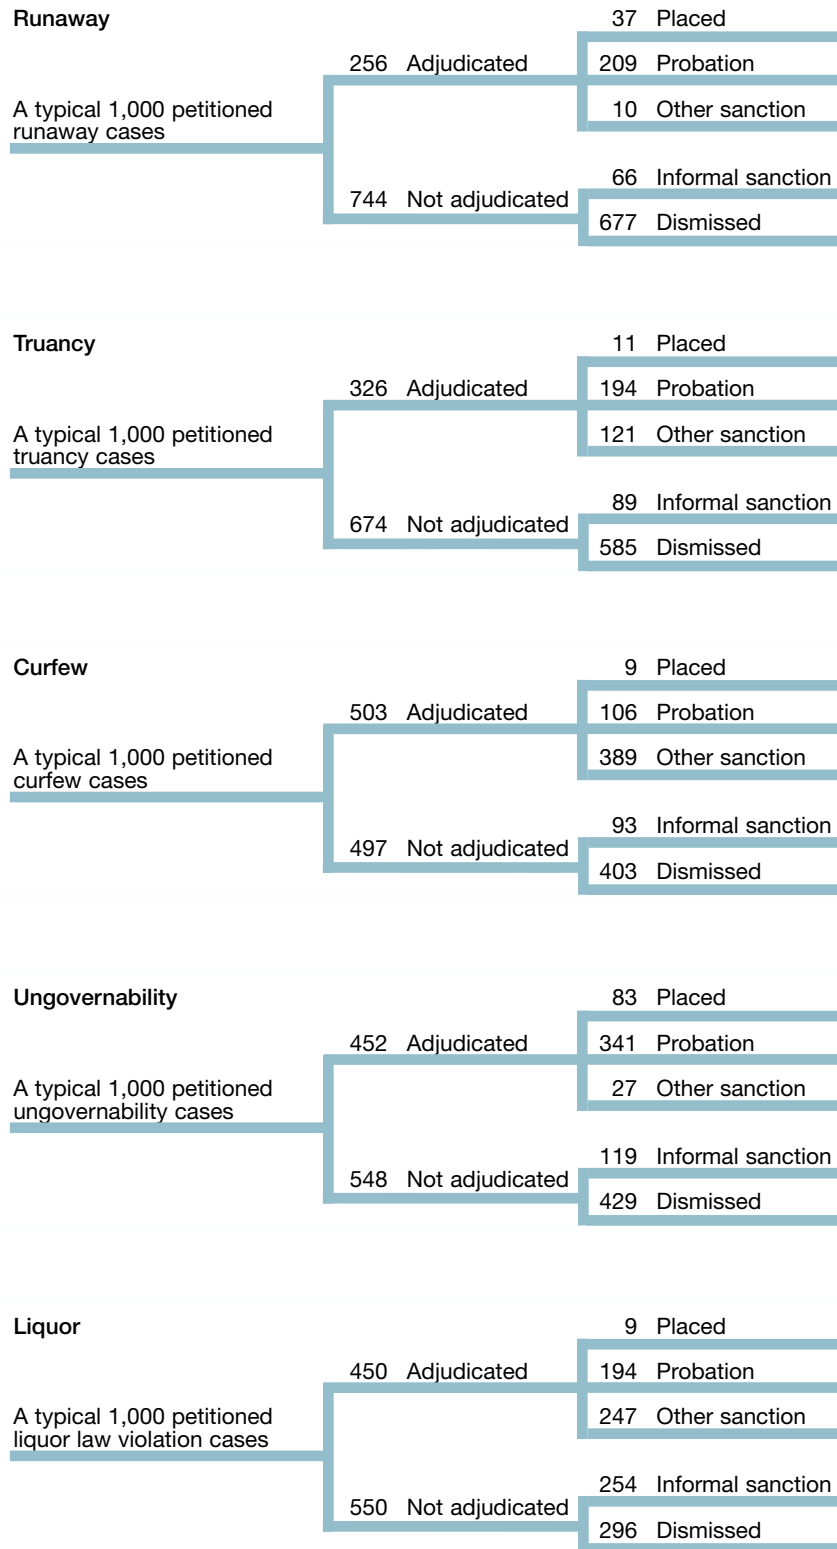 Runaway
37 Placed
256 Adjudicated
209 Probation
A typical 1,000 petitioned
runaway cases
10 Other sanction
66 Informal sanction
744 Not adjudicated
677 Dismissed
Truancy
11 Placed
326 Adjudicated
194 Probation
A typical 1,000 petitioned
truancy cases
121 Other sanction
89 Informal sanction
674 Not adjudicated
585 Dismissed
Curfew
9 Placed
503 Adjudicated
106 Probation
A typical 1,000 petitioned
curfew cases
389 Other sanction
93 Informal sanction
497 Not adjudicated
403 Dismissed
Ungovernability
83 Placed
452 Adjudicated
341 Probation
A typical 1,000 petitioned
ungovernability cases
27 Other sanction
119 Informal sanction
548 Not adjudicated
429 Dismissed
Liquor
9 Placed
450 Adjudicated
194 Probation
A typical 1,000 petitioned
liquor law violation cases
247 Other sanction
254 Informal sanction
550 Not adjudicated
296 Dismissed